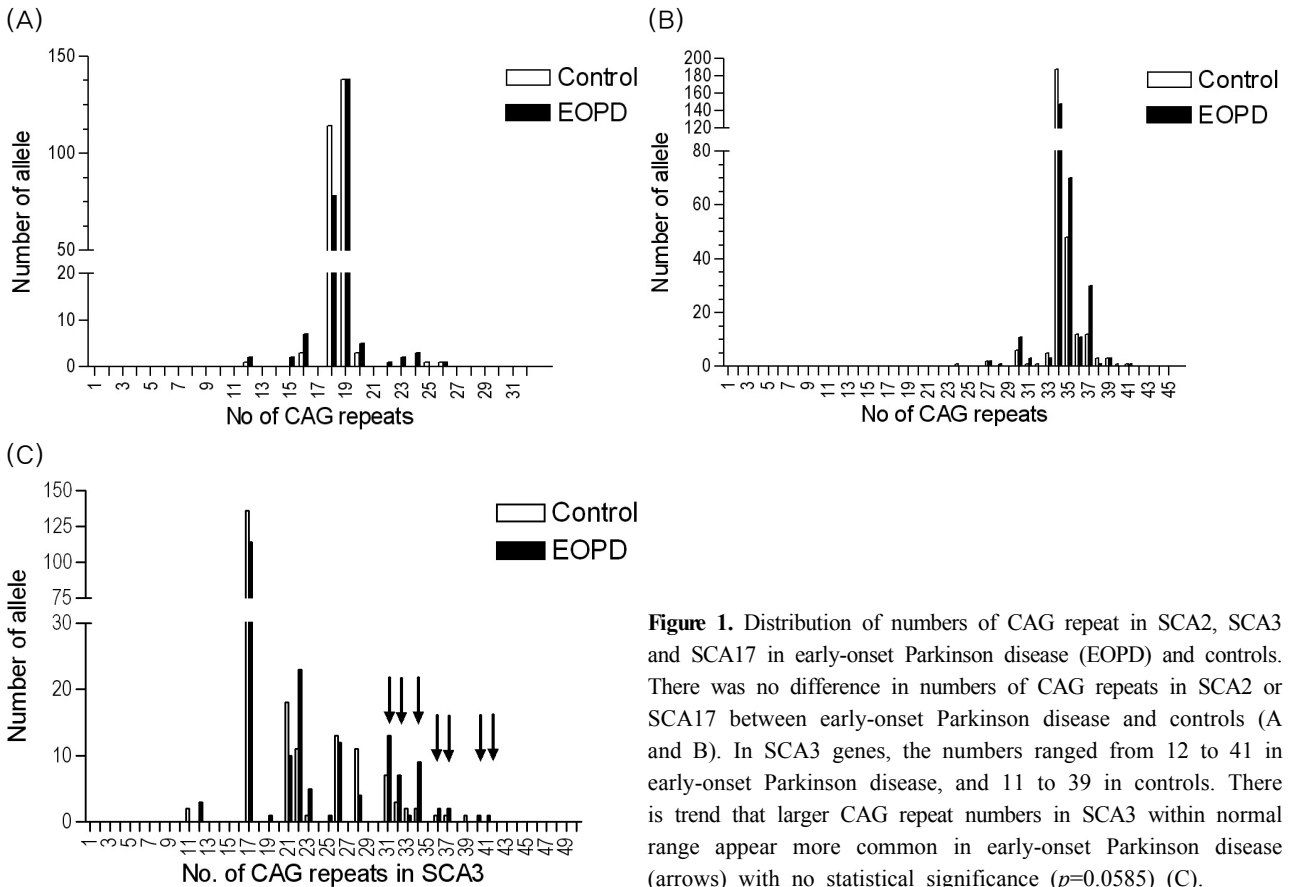 (A)
150
100
50
20
10
0
Number of allele
Control
EOPD
1 3 5 7 9 11 13 15 17 19 21 23 25 27 29 31
No of CAG repeats
(B)
200
180
160
140
120
80
60
40
20
0
Number of allele
Control
EOPD
1 3 5 7 9 11 13 15 17 19 21 23 25 27 29 31 33 35 37 39 41 43 45
No of CAG repeats
(C)
150
125
100
75
30
20
10
0
Number of allele
Control
EOPD
1 3 5 7 9 11 13 15 17 19 21 23 25 27 29 31 33 35 37 39 41 43 45 47 49
No. of CAG repeats in SCA3
Figure 1. Distribution of numbers of CAG repeat in SCA2, SCA3
and SCA17 in early-onset Parkinson disease (EOPD) and controls.
There was no difference in numbers of CAG repeats in SCA2 or
SCA17 between early-onset Parkinson disease and controls (A
and B). In SCA3 genes, the numbers ranged from 12 to 41 in
early-onset Parkinson disease, and 11 to 39 in controls. There
is trend that larger CAG repeat numbers in SCA3 within normal
range appear more common in early-onset Parkinson disease
(arrows) with no statistical significance (p=0.0585) (C).